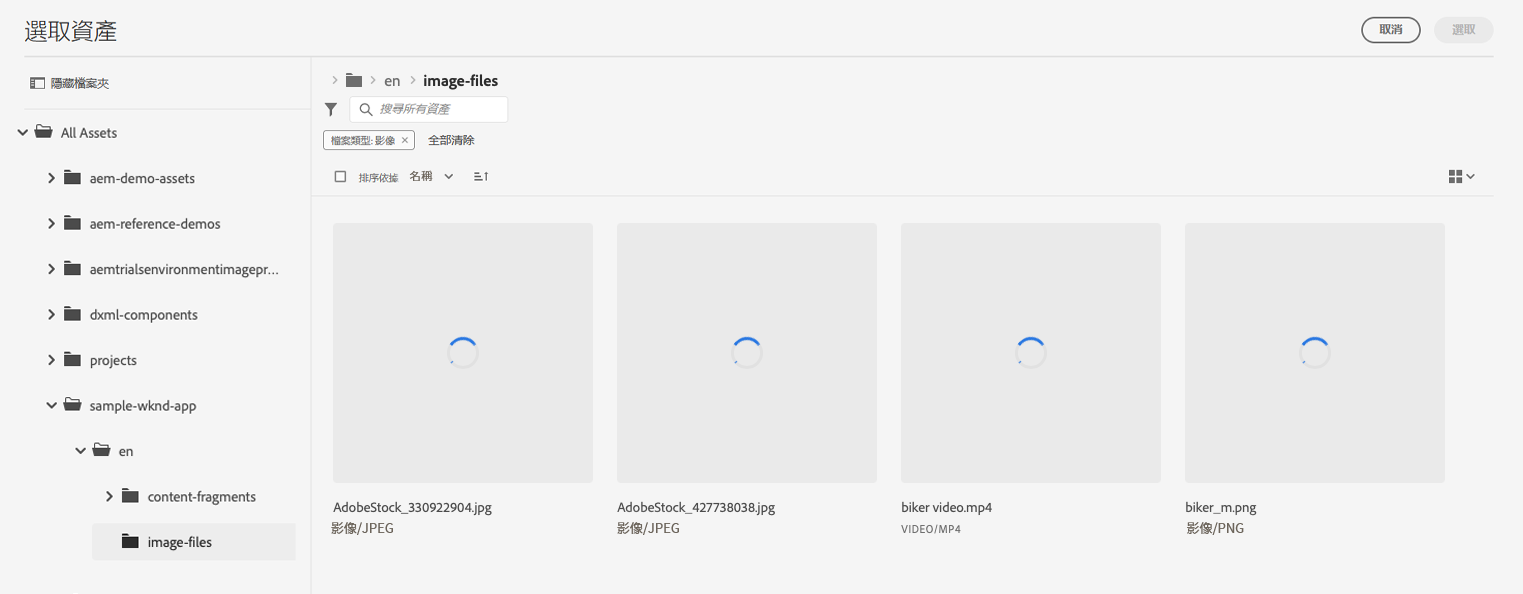 選取資產
取消
選取
隱藏檔案夾
All Assets
aem-demo-assets
aem-reference-demos
aemtrialsenvironmentimagepr...
dxml-components
projects
sample-wknd-app
en
content-fragments
image-files
en
image-files
搜尋所有資產
檔案類型: 影像 ×
全部清除
排序依據 名稱
AdobeStock_330922904.jpg
影像/JPEG
AdobeStock_427738038.jpg
影像/JPEG
biker video.mp4
VIDEO/MP4
biker_m.png
影像/PNG